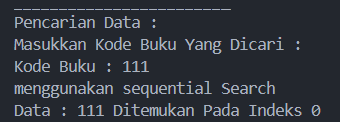 ________________________
Pencarian Data :
Masukkan Kode Buku Yang Dicari :
Kode Buku : 111
menggunakan sequential Search
Data : 111 Ditemukan Pada Indeks 0